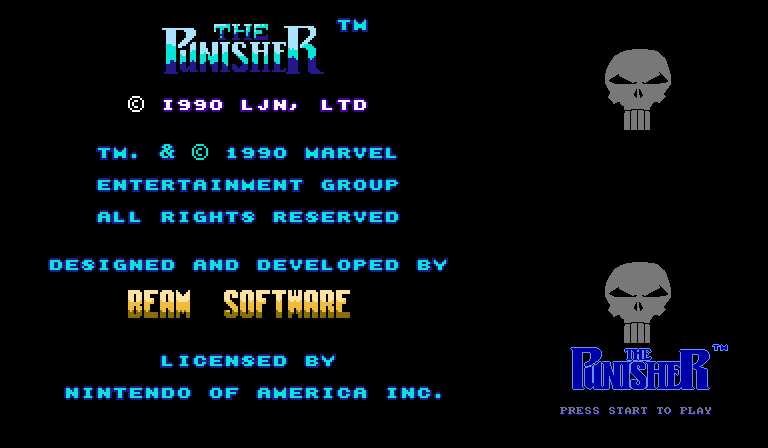 THE PUNISHER TM
© 1990 LJN, LTD
TM. & © 1990 MARVEL
ENTERTAINMENT GROUP
ALL RIGHTS RESERVED
DESIGNED AND DEVELOPED BY
BEAM SOFTWARE
LICENSED BY
NINTENDO OF AMERICA INC.
THE PUNISHER TM
PRESS START TO PLAY